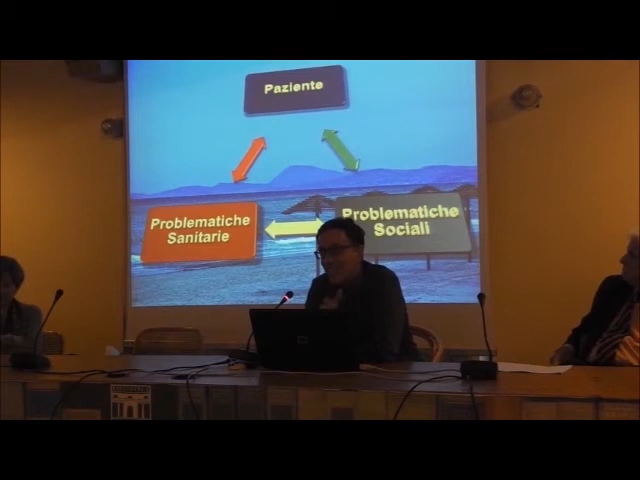 Paziente
Problematiche
Sanitarie
Problematiche
Sociali